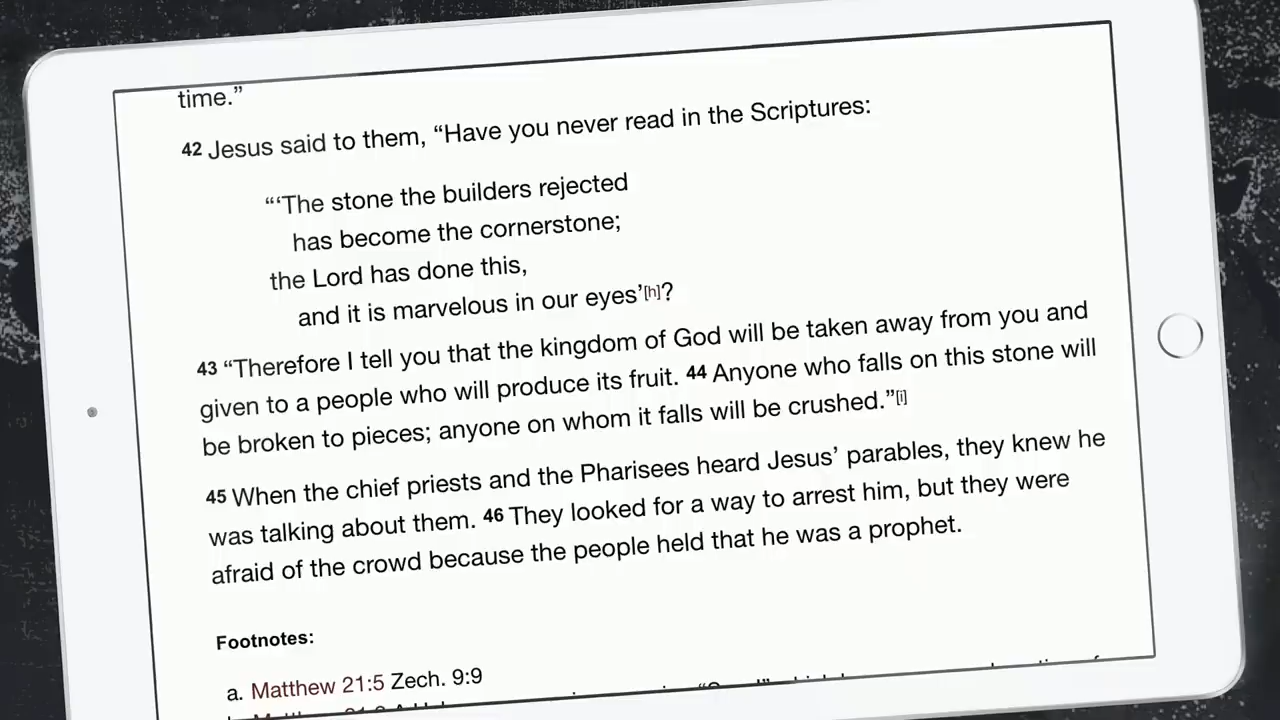 time.”
42 Jesus said to them, “Have you never read in the Scriptures:
“‘The stone the builders rejected
has become the cornerstone;
the Lord has done this,
and it is marvelous in our eyes’[h]?
43 “Therefore I tell you that the kingdom of God will be taken away from you and
given to a people who will produce its fruit. 44 Anyone who falls on this stone will
be broken to pieces; anyone on whom it falls will be crushed.”[i]
45 When the chief priests and the Pharisees heard Jesus’ parables, they knew he
was talking about them. 46 They looked for a way to arrest him, but they were
afraid of the crowd because the people held that he was a prophet.
Footnotes:
a. Matthew 21:5 Zech. 9:9